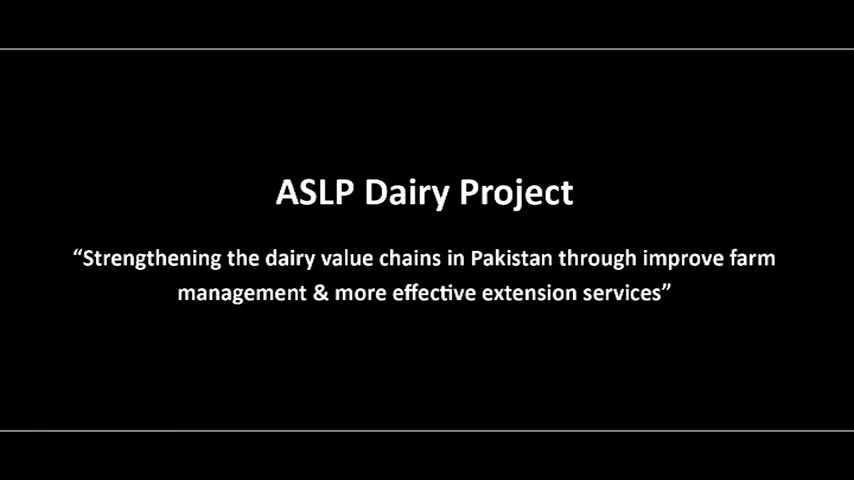 ASLP Dairy Project
“Strengthening the dairy value chains in Pakistan through improve farm
management & more effective extension services”